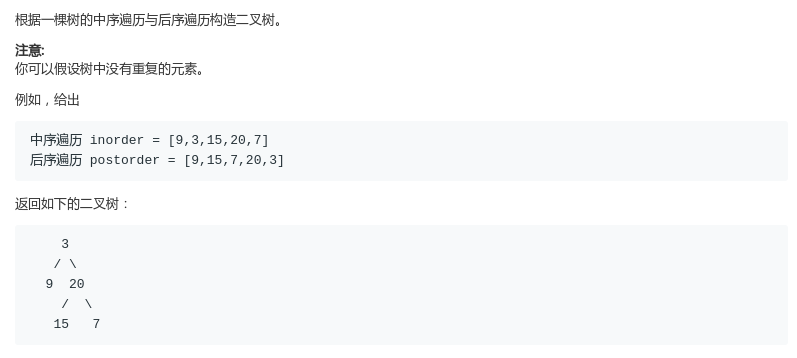 根据一棵树的中序遍历与后序遍历构造二叉树。
注意:
你可以假设树中没有重复的元素。
例如，给出
中序遍历 inorder = [9,3,15,20,7]
后序遍历 postorder = [9,15,7,20,3]
返回如下的二叉树：
    3
   / \
  9  20
    /  \
   15   7